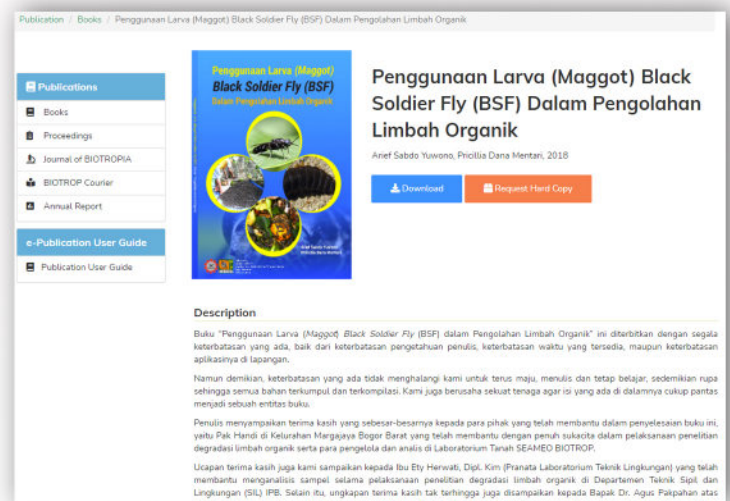 Publication / Books / Penggunaan Larva (Maggot) Black Soldier Fly (BSF) Dalam Pengolahan Limbah Organik
Publications
Books
Proceedings
Journal of BIOTROPIA
BIOTROP Courier
Annual Report
e-Publication User Guide
Publication User Guide
Penggunaan Larva (Maggot)
Black Soldier Fly (BSF)
Dalam Pengolahan Limbah Organik
Arief Sabdo Yuwono
Pricillia Dana Mentari
Penggunaan Larva (Maggot) Black
Soldier Fly (BSF) Dalam Pengolahan
Limbah Organik
Arief Sabdo Yuwono, Pricillia Dana Mentari, 2018
Download
Request Hard Copy
Description
Buku "Penggunaan Larva (Maggot) Black Soldier Fly (BSF) dalam Pengolahan Limbah Organik" ini diterbitkan dengan segala
keterbatasan yang ada, baik dari keterbatasan pengetahuan penulis, keterbatasan waktu yang tersedia, maupun keterbatasan
aplikasinya di lapangan.
Namun demikian, keterbatasan yang ada tidak menghalangi kami untuk terus maju, menulis dan tetap belajar, sedemikian rupa
sehingga semua bahan terkumpul dan terkompilasi. Kami juga berusaha sekuat tenaga agar isi yang ada di dalamnya cukup pantas
menjadi sebuah entitas buku.
Penulis menyampaikan terima kasih yang sebesar-besarnya kepada para pihak yang telah membantu dalam penyelesaian buku ini,
yaitu Pak Handi di Kelurahan Margajaya Bogor Barat yang telah membantu dengan penuh sukacita dalam pelaksanaan penelitian
degradasi limbah organik serta para pengelola dan analis di Laboratorium Tanah SEAMEO BIOTROP.
Ucapan terima kasih juga kami sampaikan kepada Ibu Ety Herwati, Dipl. Kim (Pranata Laboratorium Teknik Lingkungan) yang telah
membantu menganalisis sampel selama pelaksanaan penelitian degradasi limbah organik di Departemen Teknik Sipil dan
Lingkungan (SIL) IPB. Selain itu, ungkapan terima kasih tak terhingga juga disampaikan kepada Bapak Dr. Agus Pakpahan atas